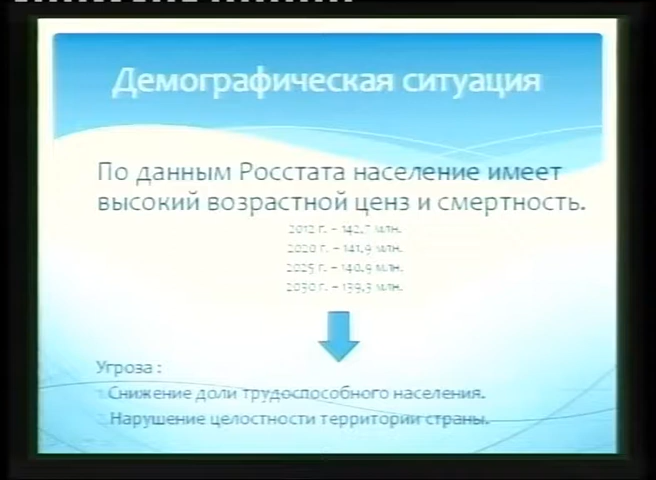 Демографическая ситуация
По данным Росстата население имеет
высокий возрастной ценз и смертность.
2012 г. – 142,7 млн.
2020 г. – 141,9 млн.
2025 г. – 140,9 млн.
2030 г. – 139,3 млн.
Угроза :
Снижение доли трудоспособного населения.
Нарушение целостности территории страны.